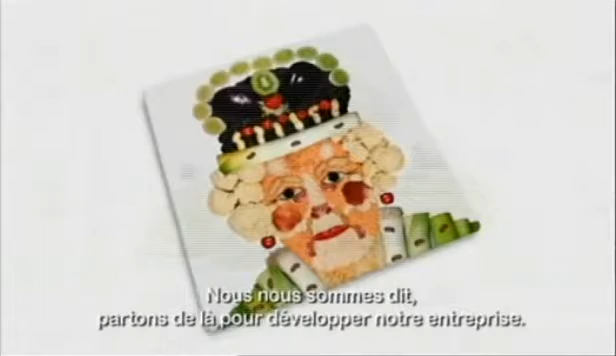 Nous nous sommes dit,
partons de là pour développer notre entreprise.